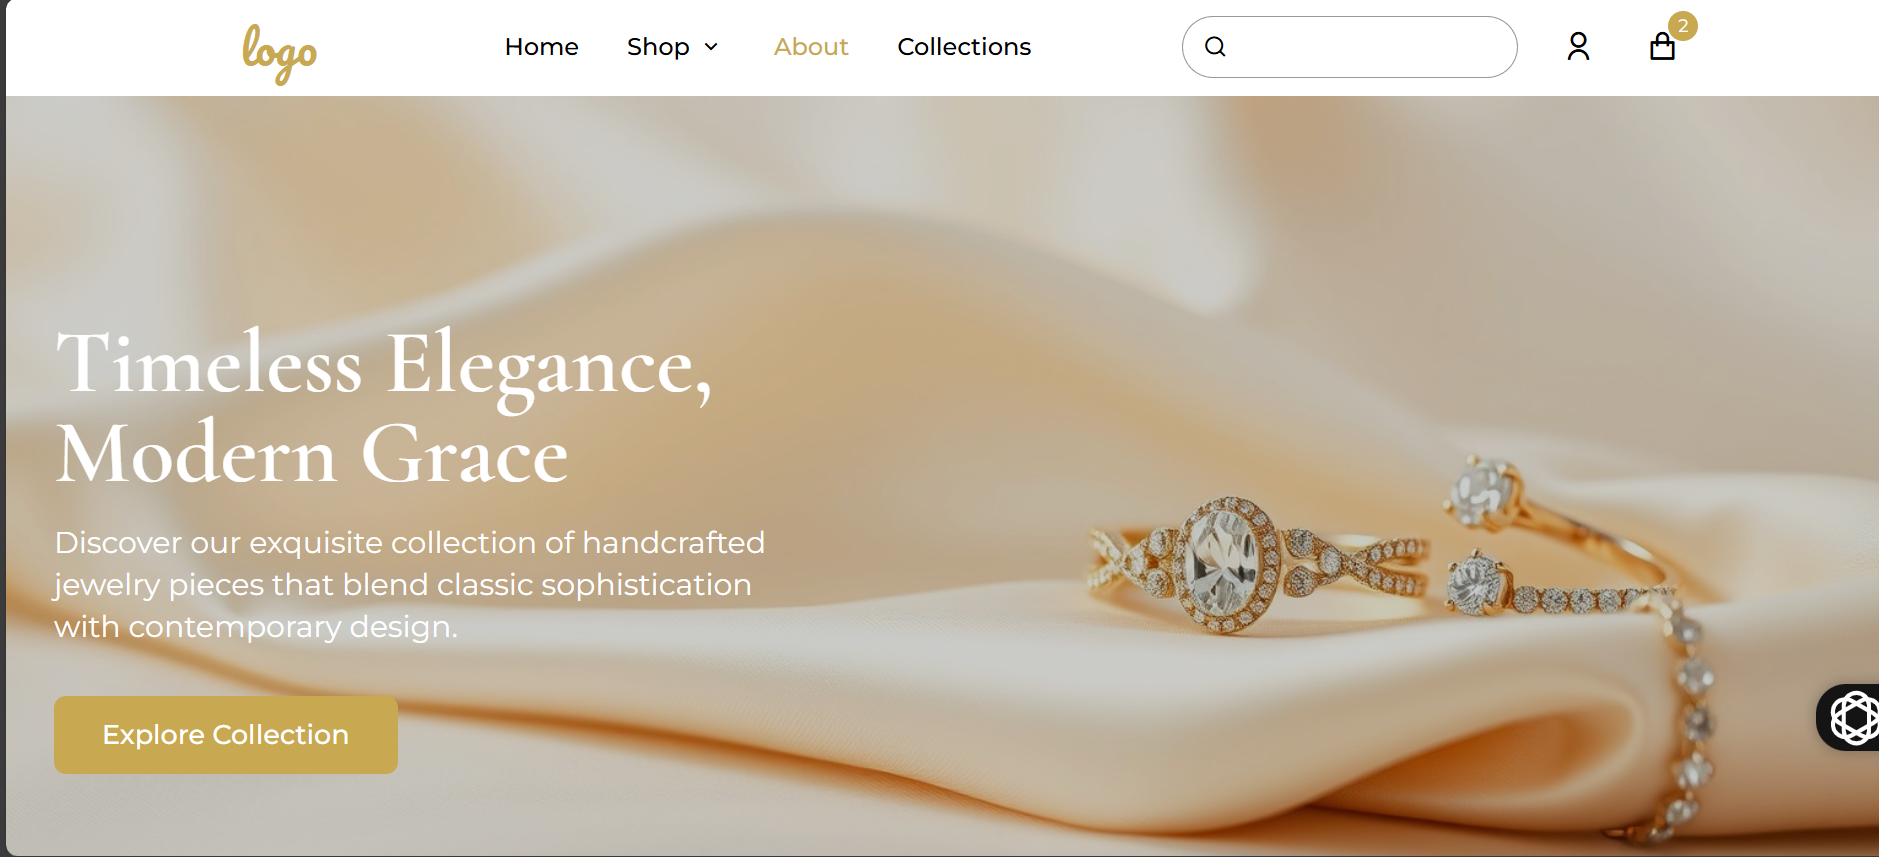 logo
Home
Shop
About
Collections
2
Timeless Elegance,
Modern Grace
Discover our exquisite collection of handcrafted
jewelry pieces that blend classic sophistication
with contemporary design.
Explore Collection